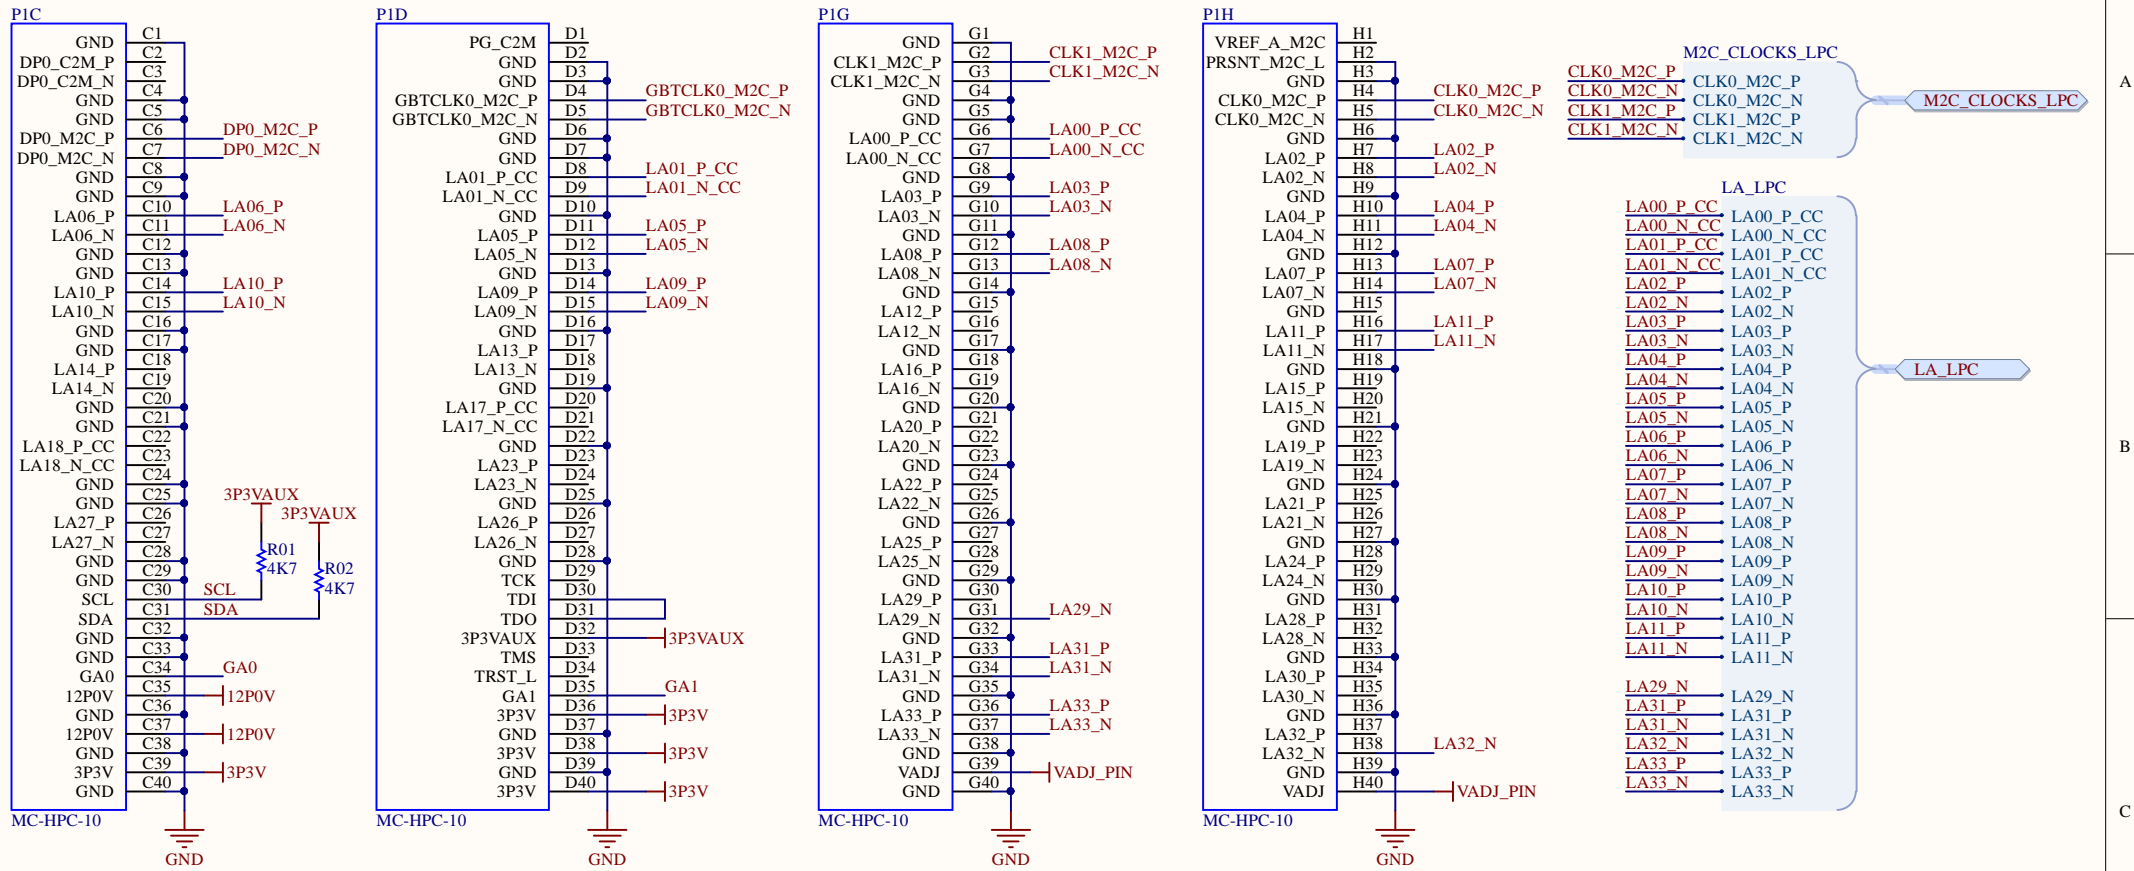 P1C
GND C1
DP0_C2M_P C2
DP0_C2M_N C3
GND C4
GND C5
DP0_M2C_P C6 DP0_M2C_P
DP0_M2C_N C7 DP0_M2C_N
GND C8
GND C9
LA06_P C10 LA06_P
LA06_N C11 LA06_N
GND C12
GND C13
LA10_P C14 LA10_P
LA10_N C15 LA10_N
GND C16
GND C17
LA14_P C18
LA14_N C19
GND C20
GND C21
LA18_P_CC C22
LA18_N_CC C23
GND C24
GND C25
LA27_P C26
LA27_N C27
GND C28
GND C29
SCL C30 SCL
SDA C31 SDA
GND C32
GND C33
GA0 C34 GA0
12P0V C35 12P0V
GND C36
12P0V C37 12P0V
GND C38
3P3V C39 3P3V
GND C40
MC-HPC-10
GND
3P3VAUX
3P3VAUX
R01
4K7
R02
4K7
P1D
PG_C2M D1
GND D2
GND D3
GBTCLK0_M2C_P D4 GBTCLK0_M2C_P
GBTCLK0_M2C_N D5 GBTCLK0_M2C_N
GND D6
GND D7
LA01_P_CC D8 LA01_P_CC
LA01_N_CC D9 LA01_N_CC
GND D10
LA05_P D11 LA05_P
LA05_N D12 LA05_N
GND D13
LA09_P D14 LA09_P
LA09_N D15 LA09_N
GND D16
LA13_P D17
LA13_N D18
GND D19
LA17_P_CC D20
LA17_N_CC D21
GND D22
LA23_P D23
LA23_N D24
GND D25
LA26_P D26
LA26_N D27
GND D28
TCK D29
TDI D30
TDO D31
3P3VAUX D32 3P3VAUX
TMS D33
TRST_L D34
GA1 D35 GA1
3P3V D36 3P3V
GND D37
3P3V D38 3P3V
GND D39
3P3V D40 3P3V
MC-HPC-10
GND
P1G
GND G1
CLK1_M2C_P G2 CLK1_M2C_P
CLK1_M2C_N G3 CLK1_M2C_N
GND G4
GND G5
LA00_P_CC G6 LA00_P_CC
LA00_N_CC G7 LA00_N_CC
GND G8
LA03_P G9 LA03_P
LA03_N G10 LA03_N
GND G11
LA08_P G12 LA08_P
LA08_N G13 LA08_N
GND G14
LA12_P G15
LA12_N G16
GND G17
LA16_P G18
LA16_N G19
GND G20
LA20_P G21
LA20_N G22
GND G23
LA22_P G24
LA22_N G25
GND G26
LA25_P G27
LA25_N G28
GND G29
LA29_P G30
LA29_N G31 LA29_N
GND G32
LA31_P G33 LA31_P
LA31_N G34 LA31_N
GND G35
LA33_P G36 LA33_P
LA33_N G37 LA33_N
GND G38
VADJ G39 VADJ_PIN
GND G40
MC-HPC-10
GND
P1H
VREF_A_M2C H1
PRSNT_M2C_L H2
GND H3
CLK0_M2C_P H4 CLK0_M2C_P
CLK0_M2C_N H5 CLK0_M2C_N
GND H6
LA02_P H7 LA02_P
LA02_N H8 LA02_N
GND H9
LA04_P H10 LA04_P
LA04_N H11 LA04_N
GND H12
LA07_P H13 LA07_P
LA07_N H14 LA07_N
GND H15
LA11_P H16 LA11_P
LA11_N H17 LA11_N
GND H18
LA15_P H19
LA15_N H20
GND H21
LA19_P H22
LA19_N H23
GND H24
LA21_P H25
LA21_N H26
GND H27
LA24_P H28
LA24_N H29
GND H30
LA28_P H31
LA28_N H32
GND H33
LA30_P H34
LA30_N H35
GND H36
LA32_P H37
LA32_N H38 LA32_N
GND H39
VADJ H40 VADJ_PIN
MC-HPC-10
GND
M2C_CLOCKS_LPC
CLK0_M2C_P CLK0_M2C_P
CLK0_M2C_N CLK0_M2C_N
CLK1_M2C_P CLK1_M2C_P
CLK1_M2C_N CLK1_M2C_N
M2C_CLOCKS_LPC
LA_LPC
LA00_P_CC LA00_P_CC
LA00_N_CC LA00_N_CC
LA01_P_CC LA01_P_CC
LA01_N_CC LA01_N_CC
LA02_P LA02_P
LA02_N LA02_N
LA03_P LA03_P
LA03_N LA03_N
LA04_P LA04_P
LA04_N LA04_N
LA05_P LA05_P
LA05_N LA05_N
LA06_P LA06_P
LA06_N LA06_N
LA07_P LA07_P
LA07_N LA07_N
LA08_P LA08_P
LA08_N LA08_N
LA09_P LA09_P
LA09_N LA09_N
LA10_P LA10_P
LA10_N LA10_N
LA11_P LA11_P
LA11_N LA11_N
LA29_N LA29_N
LA31_P LA31_P
LA31_N LA31_N
LA32_N LA32_N
LA33_P LA33_P
LA33_N LA33_N
LA_LPC
A
B
C